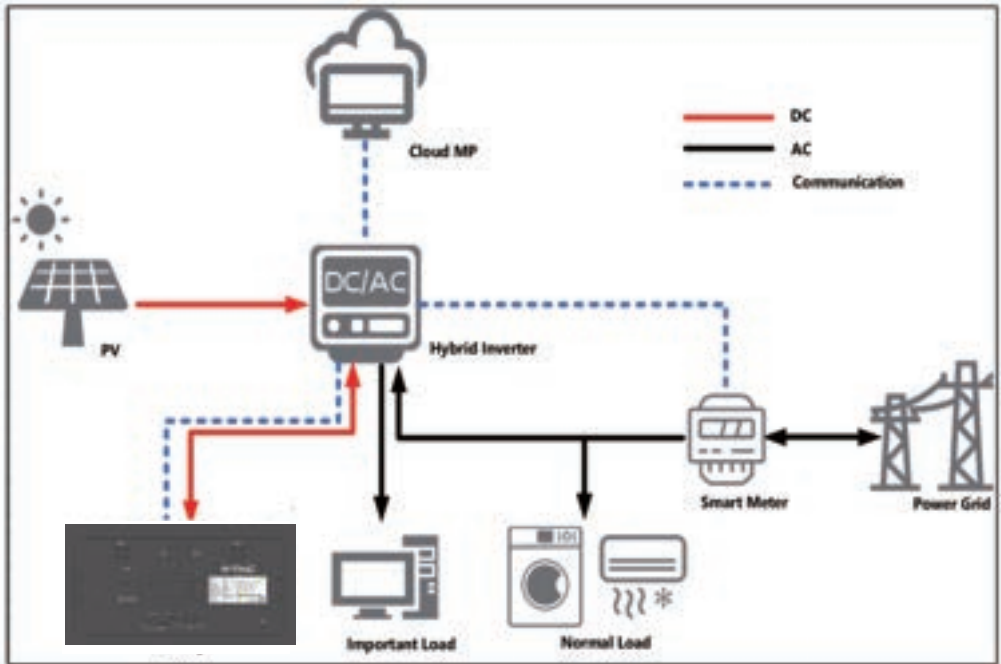 Cloud MP
DC
AC
Communication
DC/AC
PV
Hybrid Inverter
Smart Meter
Power Grid
Important Load
Normal Load